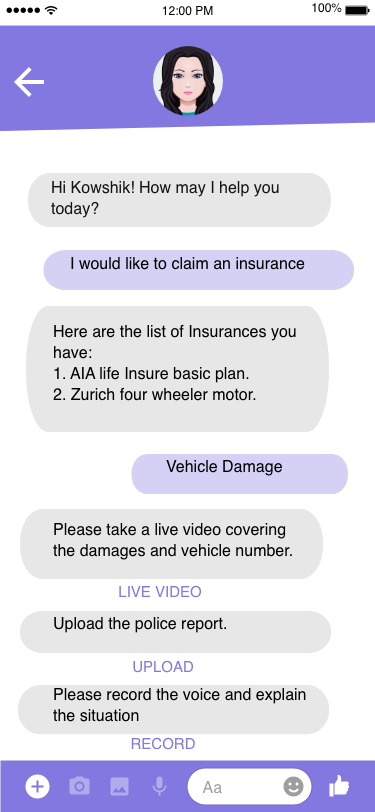 12:00 PM
100%
Hi Kowshik! How may I help you
today?
I would like to claim an insurance
Here are the list of Insurances you
have:
1. AIA life Insure basic plan.
2. Zurich four wheeler motor.
Vehicle Damage
Please take a live video covering
the damages and vehicle number.
LIVE VIDEO
Upload the police report.
UPLOAD
Please record the voice and explain
the situation
RECORD
Aa